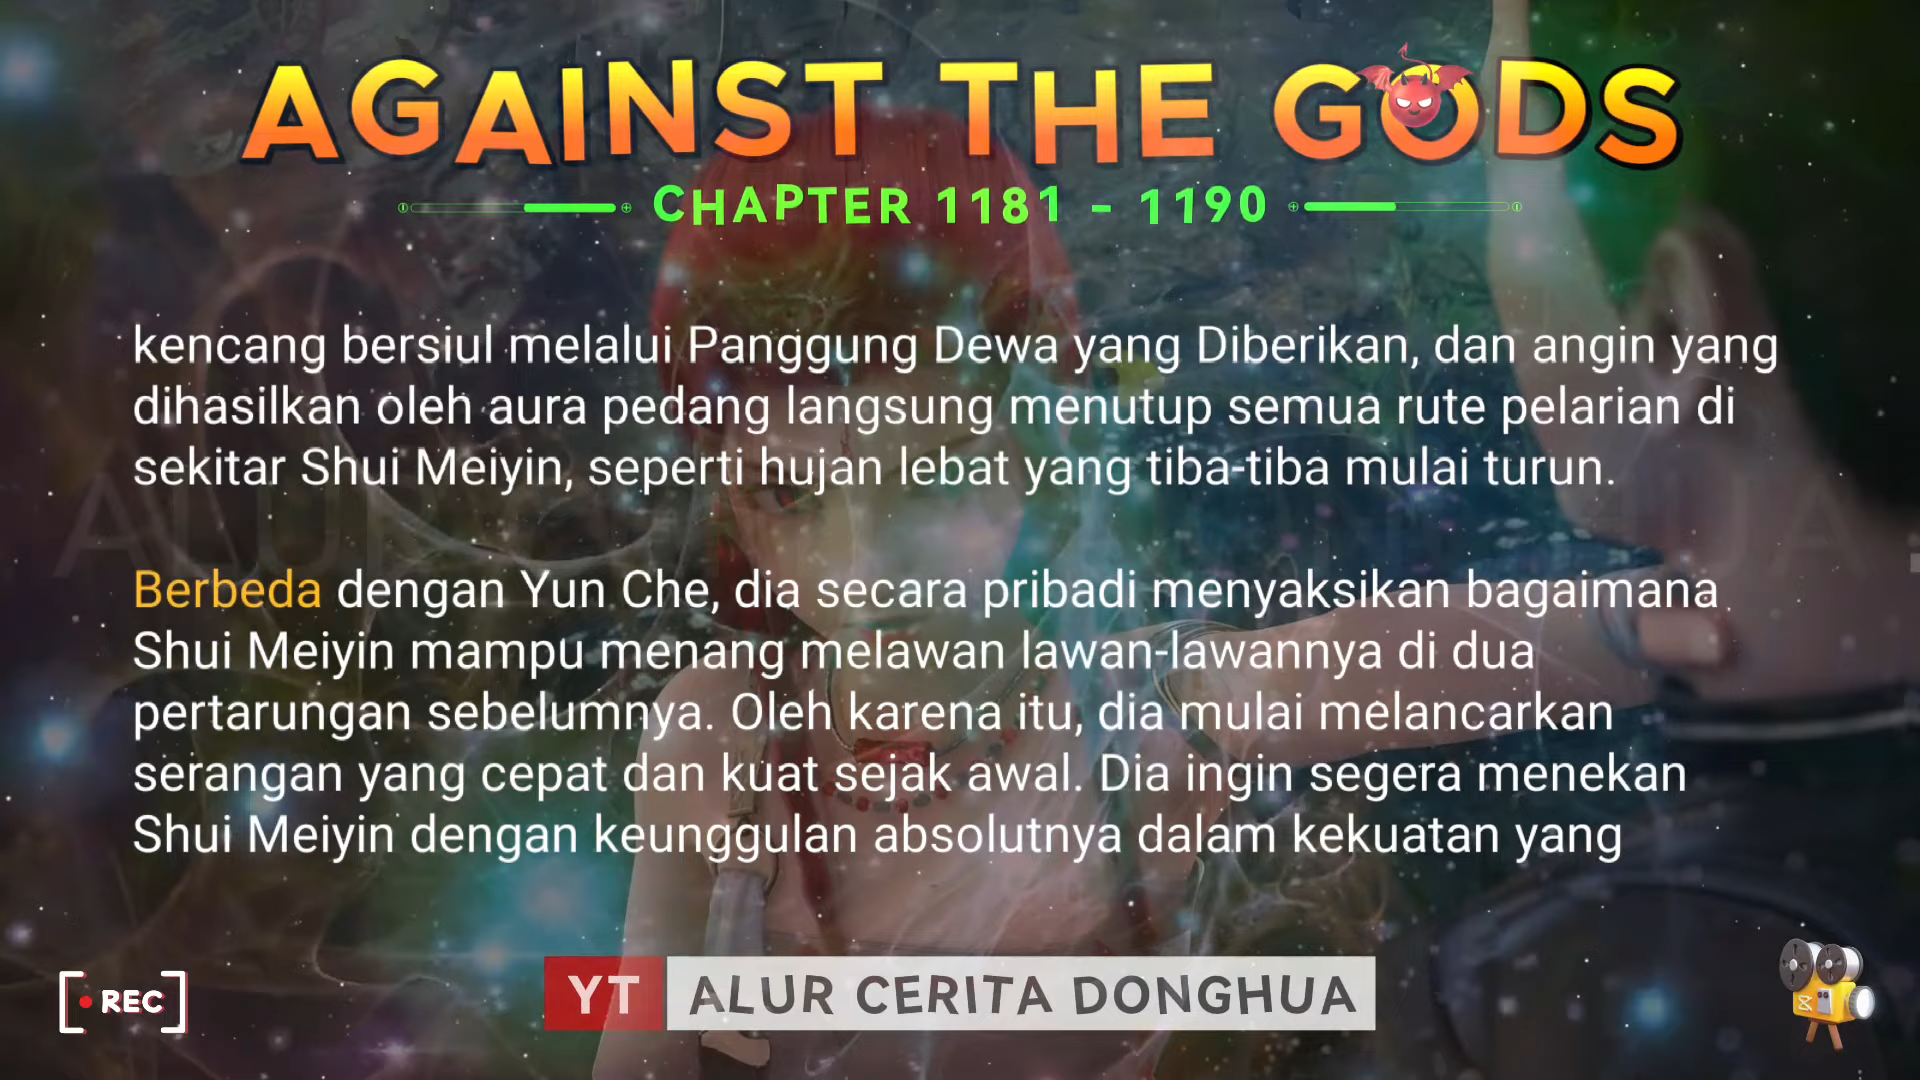 AGAINST THE GODS
CHAPTER 1181 - 1190
kencang bersiul melalui Panggung Dewa yang Diberikan, dan angin yang
dihasilkan oleh aura pedang langsung menutup semua rute pelarian di
sekitar Shui Meiyin, seperti hujan lebat yang tiba-tiba mulai turun.
Berbeda dengan Yun Che, dia secara pribadi menyaksikan bagaimana
Shui Meiyin mampu menang melawan lawan-lawannya di dua
pertarungan sebelumnya. Oleh karena itu, dia mulai melancarkan
serangan yang cepat dan kuat sejak awal. Dia ingin segera menekan
Shui Meiyin dengan keunggulan absolutnya dalam kekuatan yang
REC
YT ALUR CERITA DONGHUA